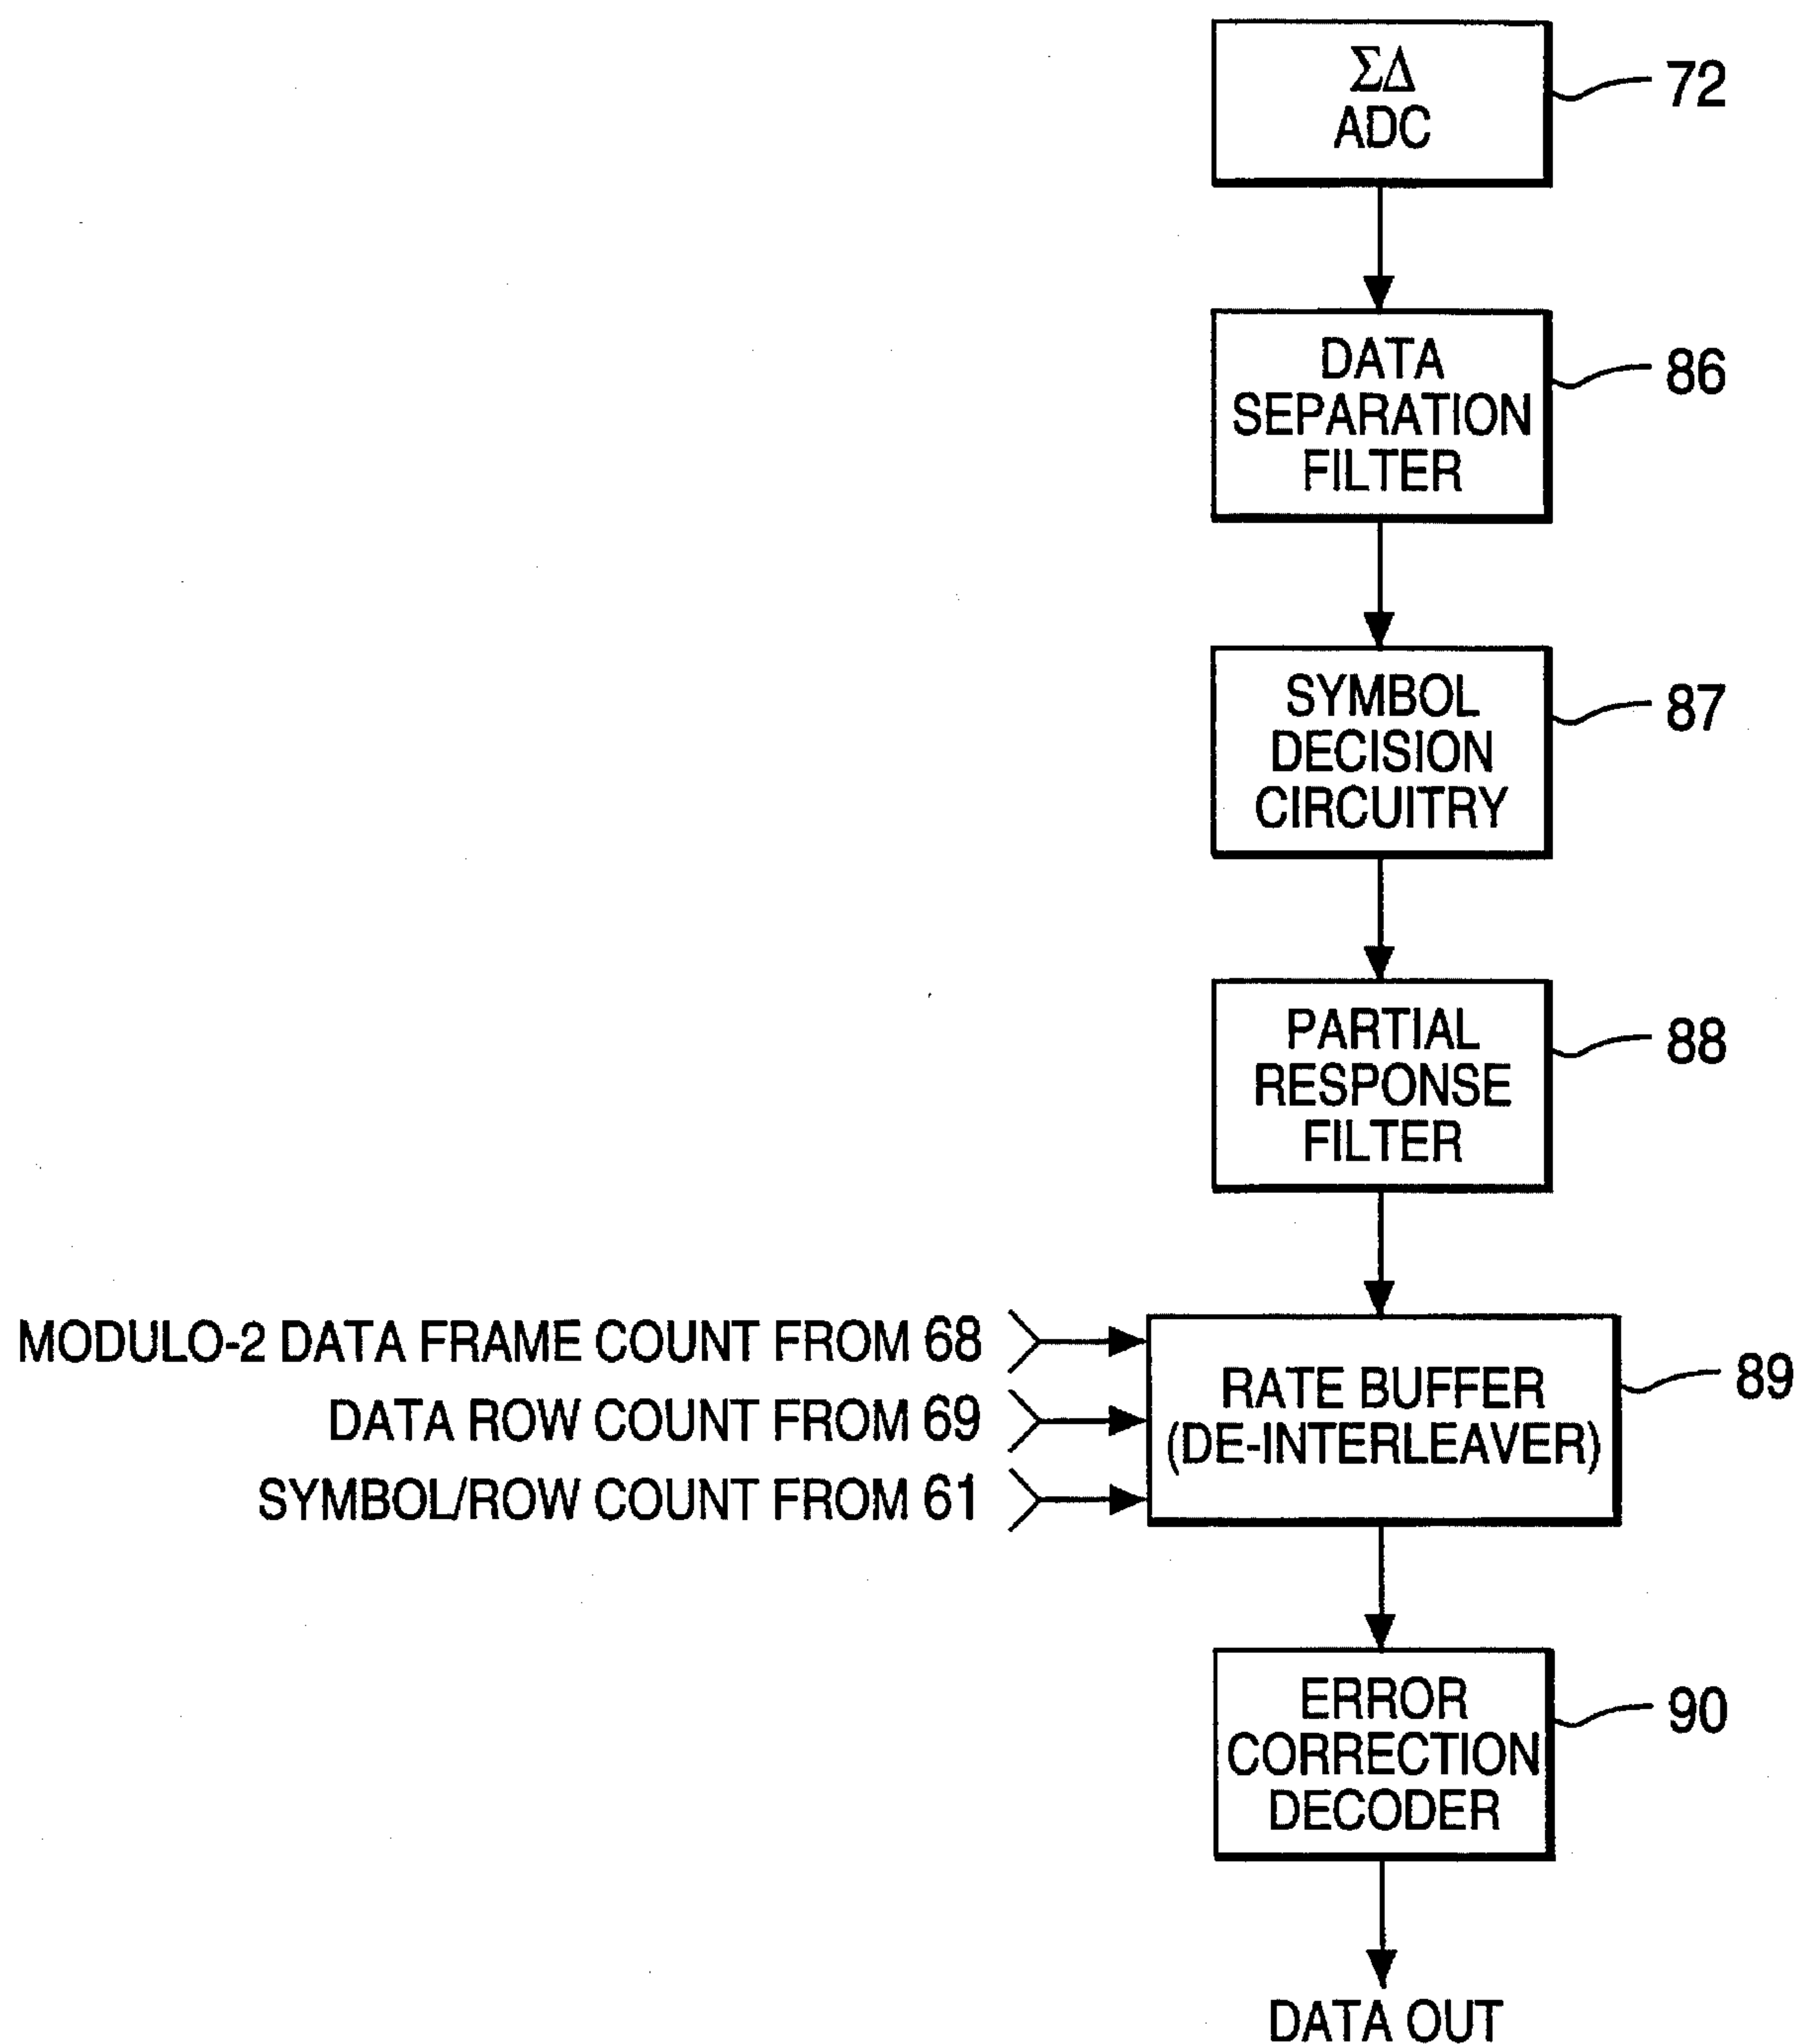 ΣΔ
ADC
72
DATA
SEPARATION
FILTER
86
SYMBOL
DECISION
CIRCUITRY
87
PARTIAL
RESPONSE
FILTER
88
MODULO-2 DATA FRAME COUNT FROM 68
DATA ROW COUNT FROM 69
SYMBOL/ROW COUNT FROM 61
RATE BUFFER
(DE-INTERLEAVER)
89
ERROR
CORRECTION
DECODER
90
DATA OUT